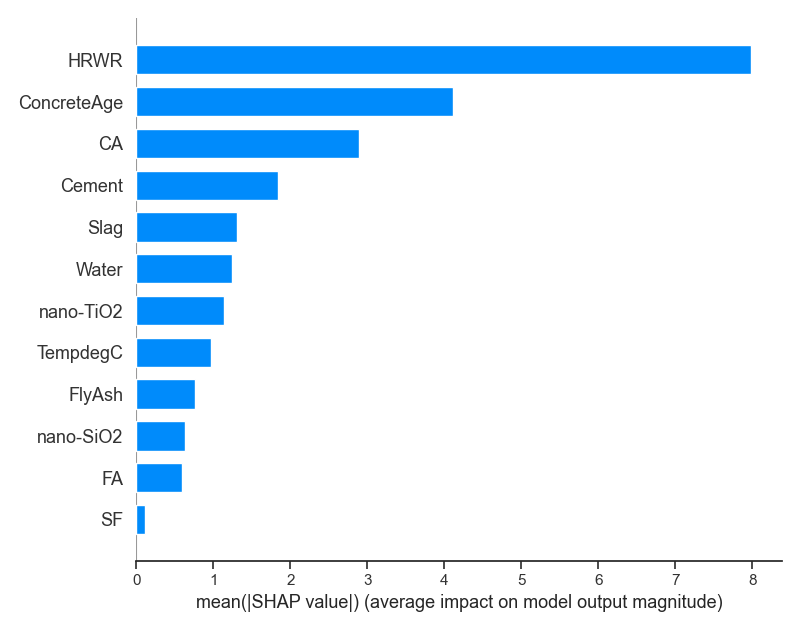 HRWR
ConcreteAge
CA
Cement
Slag
Water
nano-TiO2
TempdegC
FlyAsh
nano-SiO2
FA
SF
0 1 2 3 4 5 6 7 8
mean(|SHAP value|) (average impact on model output magnitude)